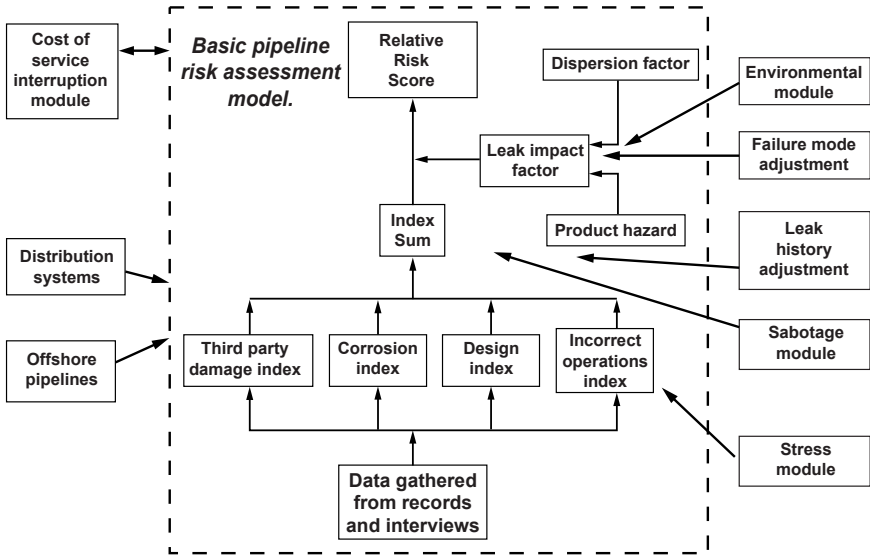 Cost of
service
interruption
module
Basic pipeline
risk assessment
model.
Relative
Risk
Score
Dispersion factor
Environmental
module
Leak impact
factor
Failure mode
adjustment
Index
Sum
Product hazard
Leak
history
adjustment
Distribution
systems
Offshore
pipelines
Third party
damage index
Corrosion
index
Design
index
Incorrect
operations
index
Sabotage
module
Stress
module
Data gathered
from records
and interviews